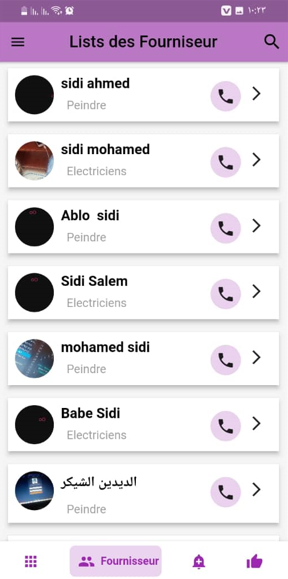 ١٠:٢٣
Lists des Fourniseur
sidi ahmed
Peindre
sidi mohamed
Electriciens
Ablo sidi
Peindre
Sidi Salem
Electriciens
mohamed sidi
Peindre
Babe Sidi
Electriciens
الديدين الشيكر
Peindre
Fournisseur